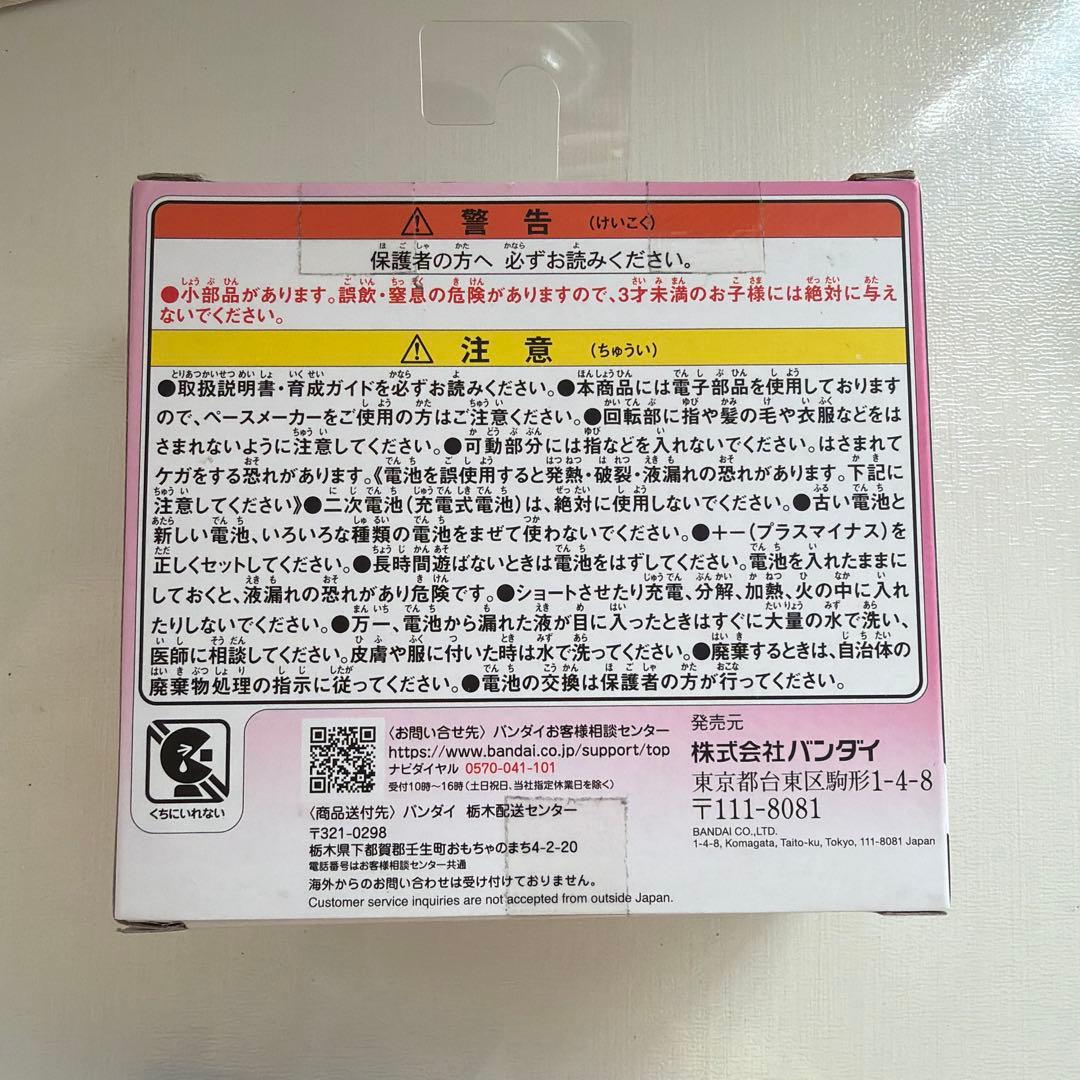 警告 (けいこく)
保護者の方へ 必ずお読みください。
●小部品があります。誤飲・窒息の危険がありますので、3才未満のお子様には絶対に与え
ないでください。
注意 (ちゅうい)
●取扱説明書・育成ガイドを必ずお読みください。●本商品には電子部品を使用しております
ので、ペースメーカーをご使用の方はご注意ください。●回転部に指や髪の毛や衣服などをは
さまれないように注意してください。●可動部分には指などを入れないでください。はさまれて
ケガをする恐れがあります。《電池を誤使用すると発熱・破裂・液漏れの恐れがあります。下記に
注意してください》●二次電池(充電式電池)は、絶対に使用しないでください。●古い電池と
新しい電池、いろいろな種類の電池をまぜて使わないでください。●+-(プラスマイナス)を
正しくセットしてください。●長時間遊ばないときは電池をはずしてください。電池を入れたままに
しておくと、液漏れの恐れがあり危険です。●ショートさせたり充電、分解、加熱、火の中に入れ
たりしないでください。●万一、電池から漏れた液が目に入ったときはすぐに大量の水で洗い、
医師に相談してください。皮膚や服に付いた時は水で洗ってください。●廃棄するときは、自治体の
廃棄物処理の指示に従ってください。●電池の交換は保護者の方が行ってください。
くちにいれない
〈お問い合せ先〉バンダイお客様相談センター
https://www.bandai.co.jp/support/top
ナビダイヤル 0570-041-101
受付10時~16時(土日祝日、当社指定休業日を除く)
〈商品送付先〉バンダイ 栃木配送センター
〒321-0298
栃木県下都賀郡壬生町おもちゃのまち4-2-20
電話番号はお客様相談センター共通
海外からのお問い合わせは受け付けておりません。
Customer service inquiries are not accepted from outside Japan.
発売元
株式会社バンダイ
東京都台東区駒形1-4-8
〒111-8081
BANDAI CO.,LTD.
1-4-8, Komagata, Taito-ku, Tokyo, 111-8081 Japan